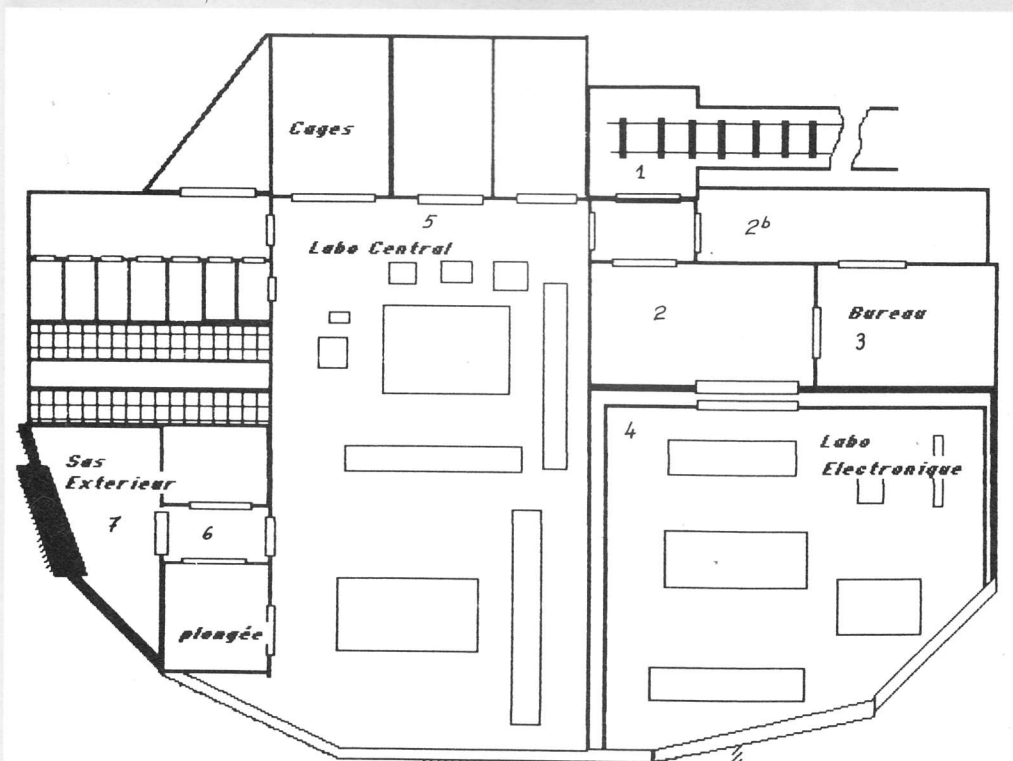 Cages
1
5
2b
Labo Central
2
Bureau
3
4
Labo
Electronique
Sas
Exterieur
7
6
plongée